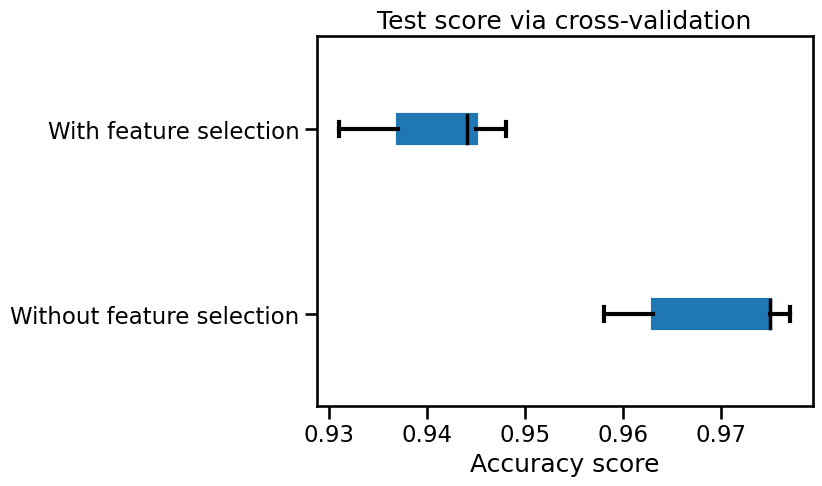 Test score via cross-validation
With feature selection
Without feature selection
0.93 0.94 0.95 0.96 0.97
Accuracy score